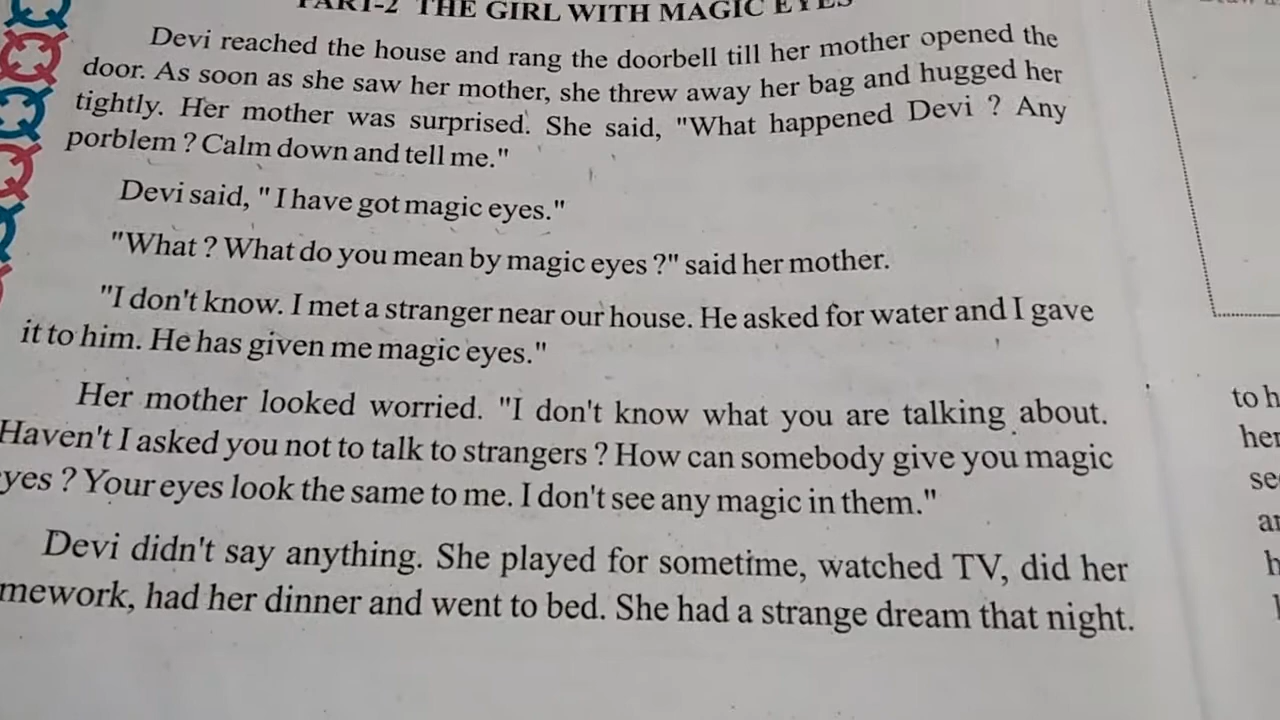 PART-2 THE GIRL WITH MAGIC EYES
Devi reached the house and rang the doorbell till her mother opened the
door. As soon as she saw her mother, she threw away her bag and hugged her
tightly. Her mother was surprised. She said, "What happened Devi ? Any
porblem ? Calm down and tell me."
Devi said, " I have got magic eyes."
"What ? What do you mean by magic eyes ?" said her mother.
"I don't know. I met a stranger near our house. He asked for water and I gave
it to him. He has given me magic eyes."
Her mother looked worried. "I don't know what you are talking about.
Haven't I asked you not to talk to strangers ? How can somebody give you magic
yes ? Your eyes look the same to me. I don't see any magic in them."
Devi didn't say anything. She played for sometime, watched TV, did her
mework, had her dinner and went to bed. She had a strange dream that night.
to h
her